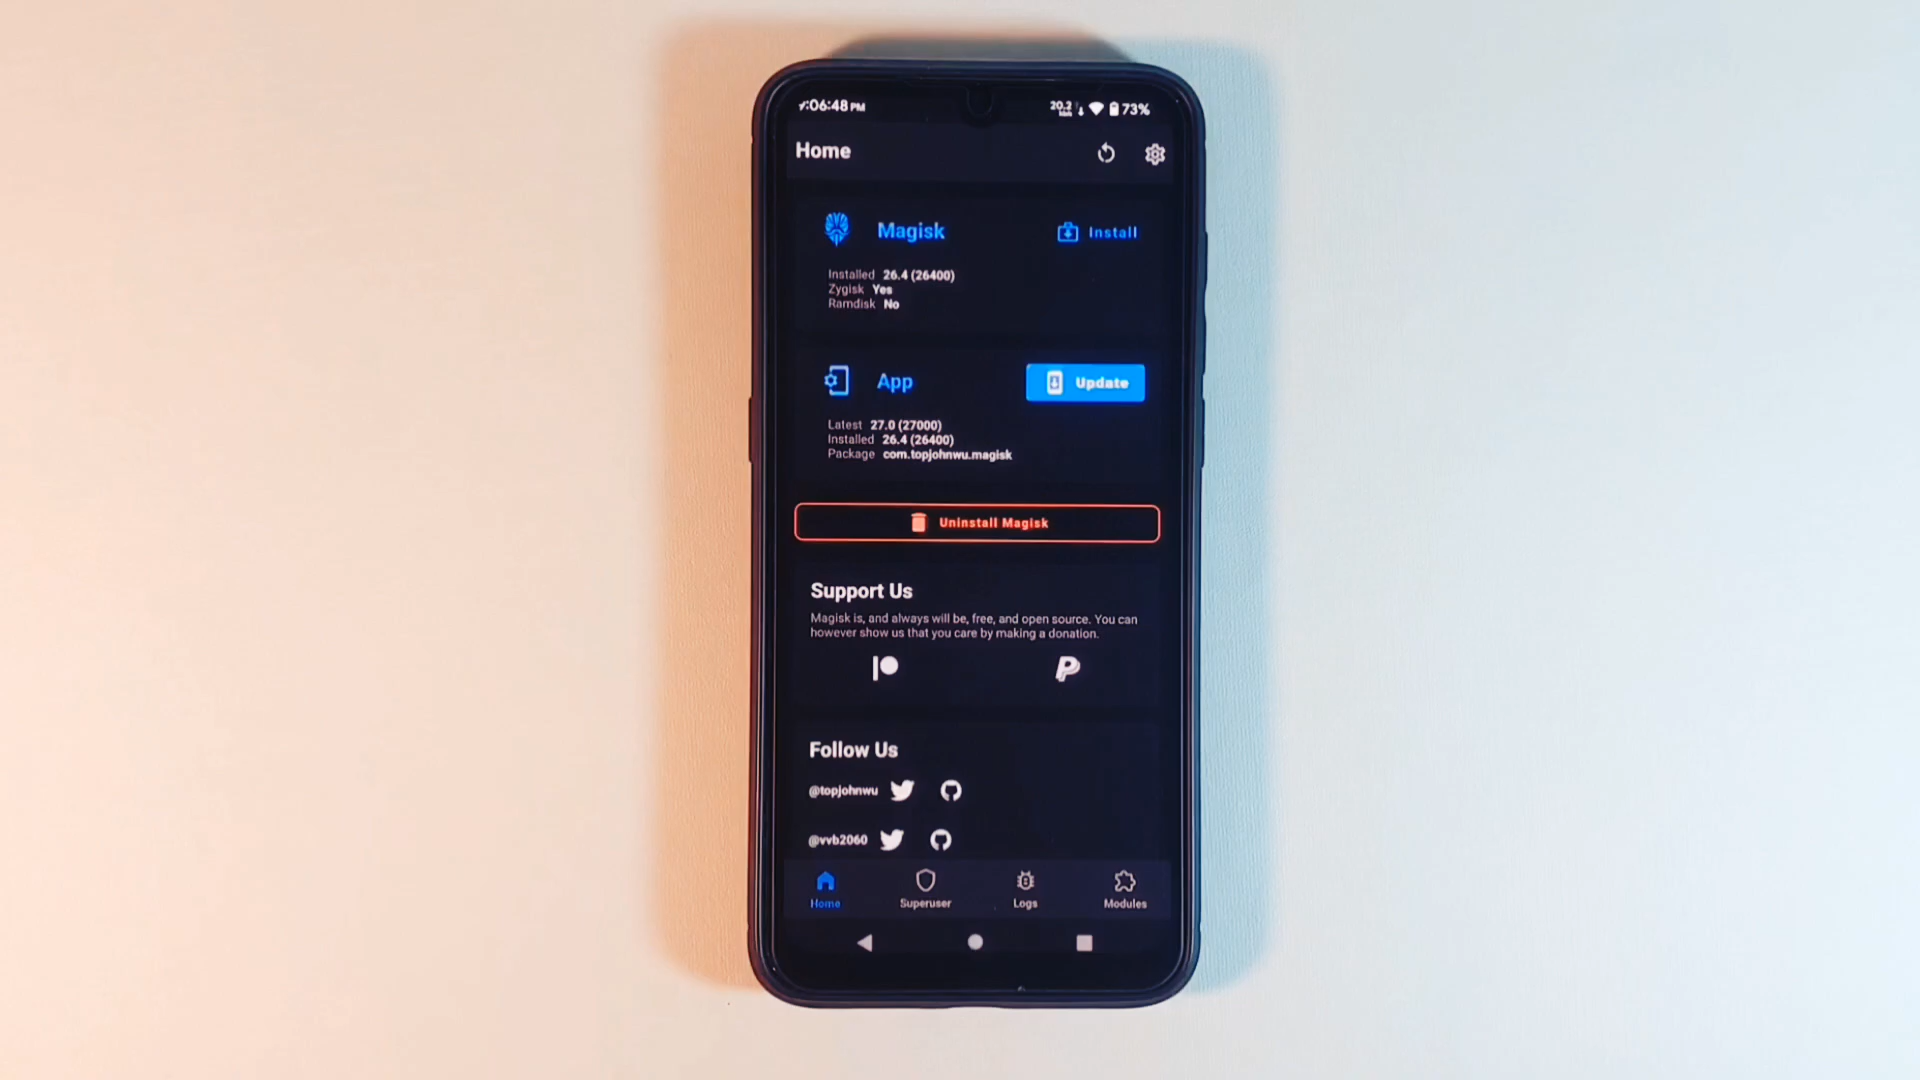 7:06:48 PM 20.2 73%
Home
Magisk Install
Installed 26.4 (26400)
Zygisk Yes
Ramdisk No
App Update
Latest 27.0 (27000)
Installed 26.4 (26400)
Package com.topjohnwu.magisk
Uninstall Magisk
Support Us
Magisk is, and always will be, free, and open source. You can
however show us that you care by making a donation.
Follow Us
@topjohnwu
@vvb2060
Home Superuser Logs Modules